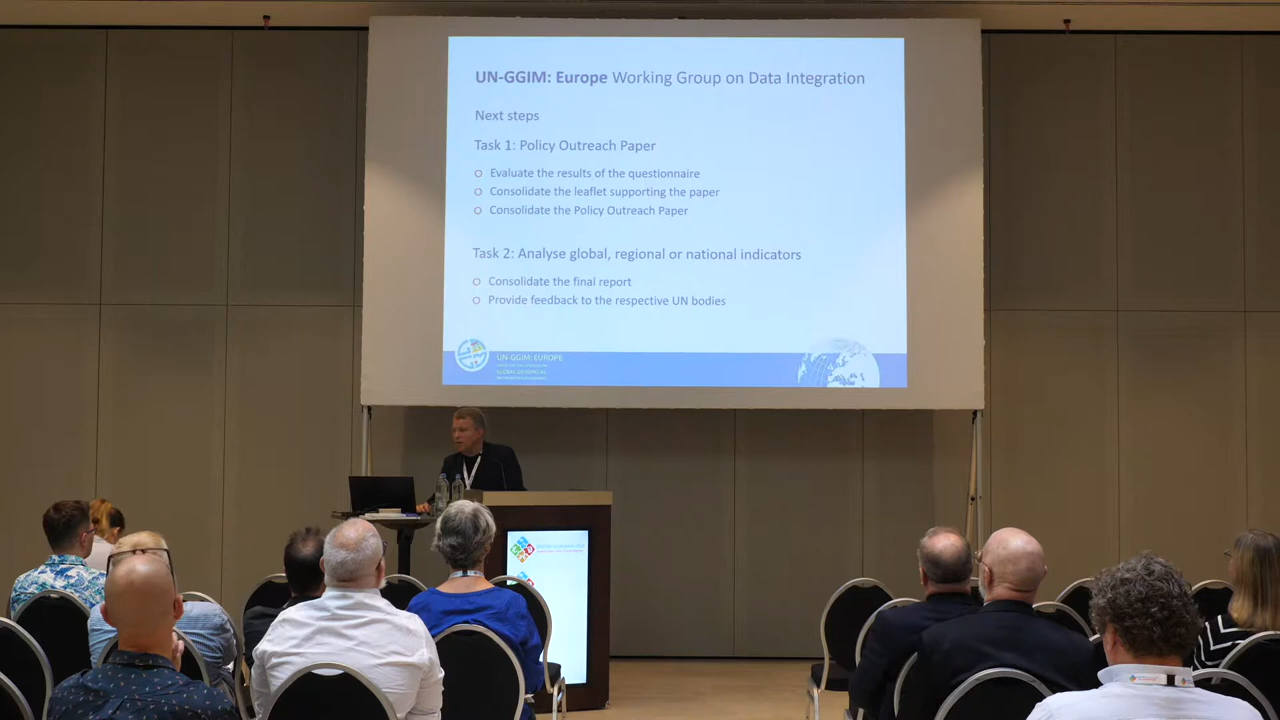 UN-GGIM: Europe Working Group on Data Integration
Next steps
Task 1: Policy Outreach Paper
Evaluate the results of the questionnaire
Consolidate the leaflet supporting the paper
Consolidate the Policy Outreach Paper
Task 2: Analyse global, regional or national indicators
Consolidate the final report
Provide feedback to the respective UN bodies
UN-GGIM: EUROPE